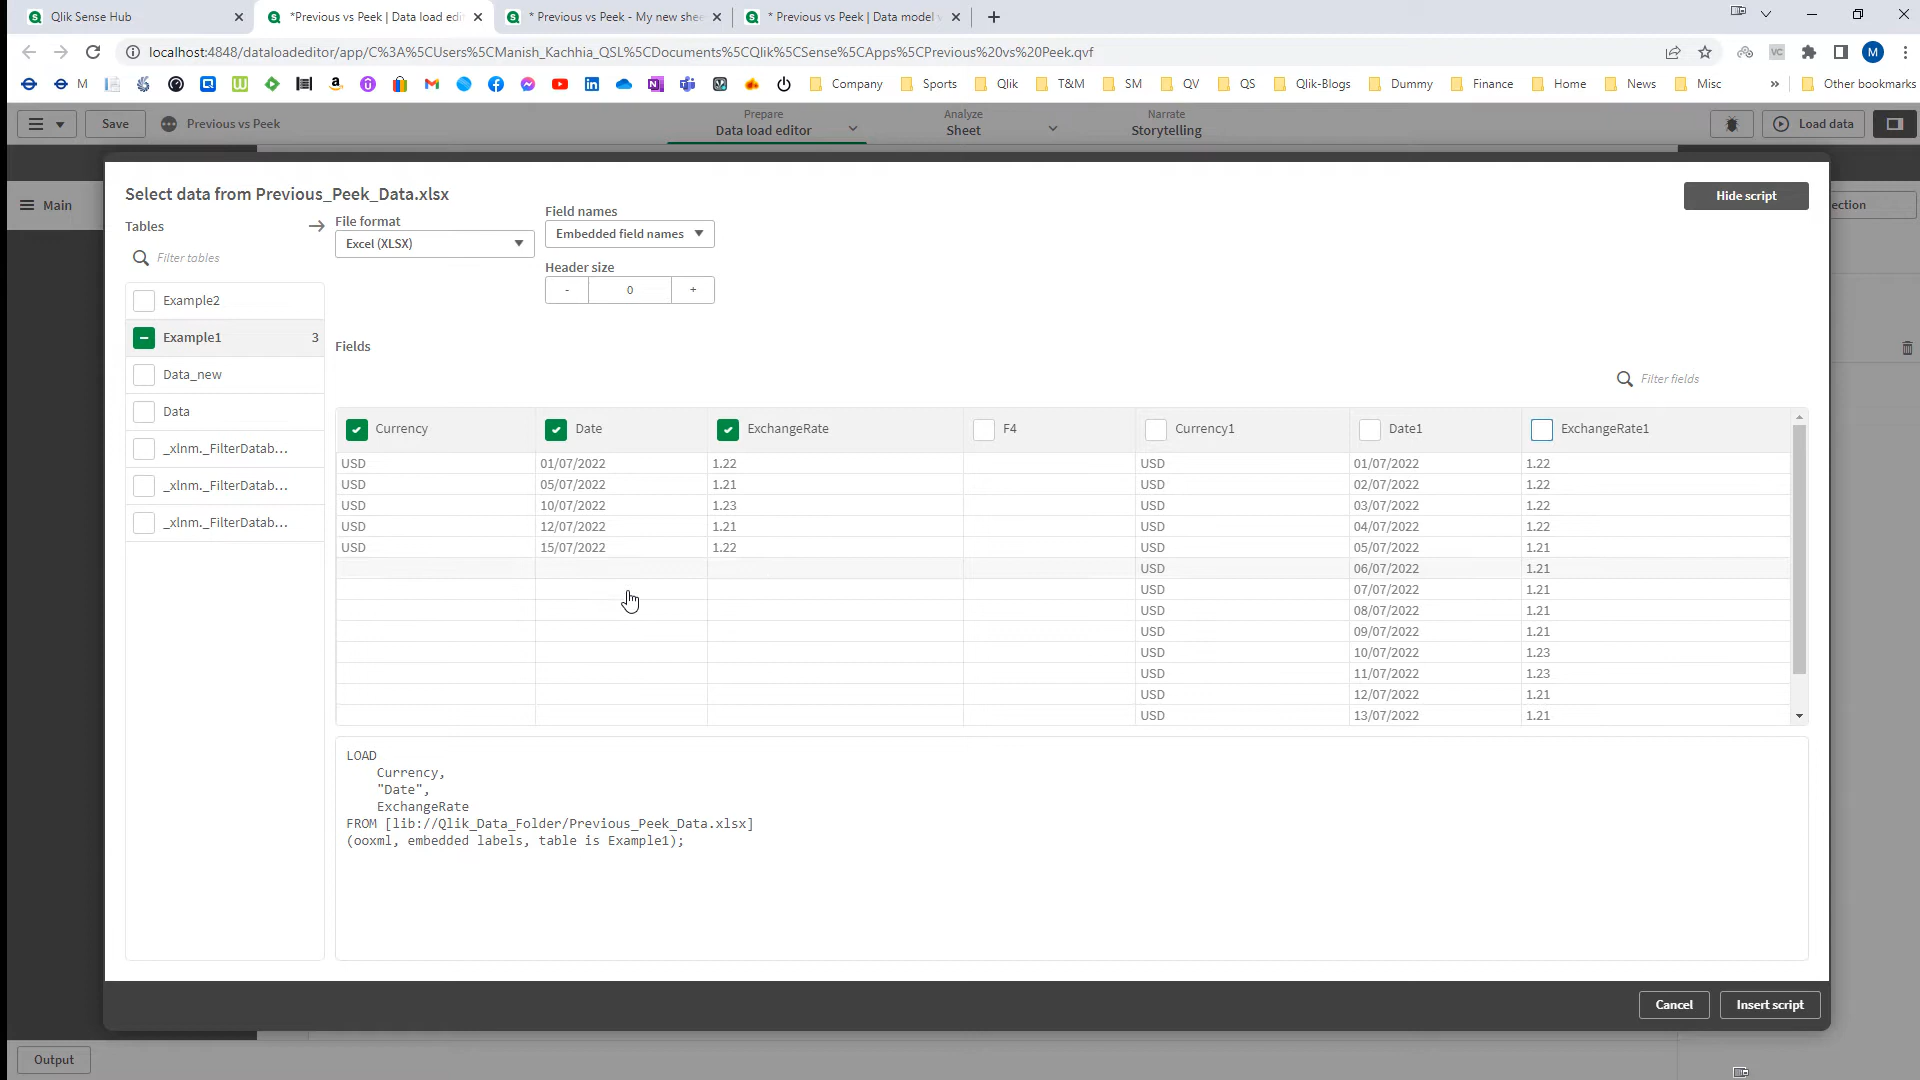 Qlik Sense Hub
*Previous vs Peek | Data load edi
* Previous vs Peek - My new shee
* Previous vs Peek | Data model v
localhost:4848/dataloadeditor/app/C%3A%5CUsers%5CManish_Kachhia_QSL%5CDocuments%5CQlik%5CSense%5CApps%5CPrevious%20vs%20Peek.qvf
M
M
Company
Sports
Qlik
T&M
SM
QV
QS
Qlik-Blogs
Dummy
Finance
Home
News
Misc
»
Other bookmarks
Save
Previous vs Peek
Prepare
Data load editor
Analyze
Sheet
Narrate
Storytelling
Load data
Main
ection
Select data from Previous_Peek_Data.xlsx
Hide script
Tables
Filter tables
Example2
Example1 3
Data_new
Data
_xlnm._FilterDatab...
_xlnm._FilterDatab...
_xlnm._FilterDatab...
File format
Excel (XLSX)
Field names
Embedded field names
Header size
- 0 +
Fields
Filter fields
Currency Date ExchangeRate F4 Currency1 Date1 ExchangeRate1
USD 01/07/2022 1.22 USD 01/07/2022 1.22
USD 05/07/2022 1.21 USD 02/07/2022 1.22
USD 10/07/2022 1.23 USD 03/07/2022 1.22
USD 12/07/2022 1.21 USD 04/07/2022 1.22
USD 15/07/2022 1.22 USD 05/07/2022 1.21
USD 06/07/2022 1.21
USD 07/07/2022 1.21
USD 08/07/2022 1.21
USD 09/07/2022 1.21
USD 10/07/2022 1.23
USD 11/07/2022 1.23
USD 12/07/2022 1.21
USD 13/07/2022 1.21
LOAD
Currency,
"Date",
ExchangeRate
FROM [lib://Qlik_Data_Folder/Previous_Peek_Data.xlsx]
(ooxml, embedded labels, table is Example1);
Cancel
Insert script
Output